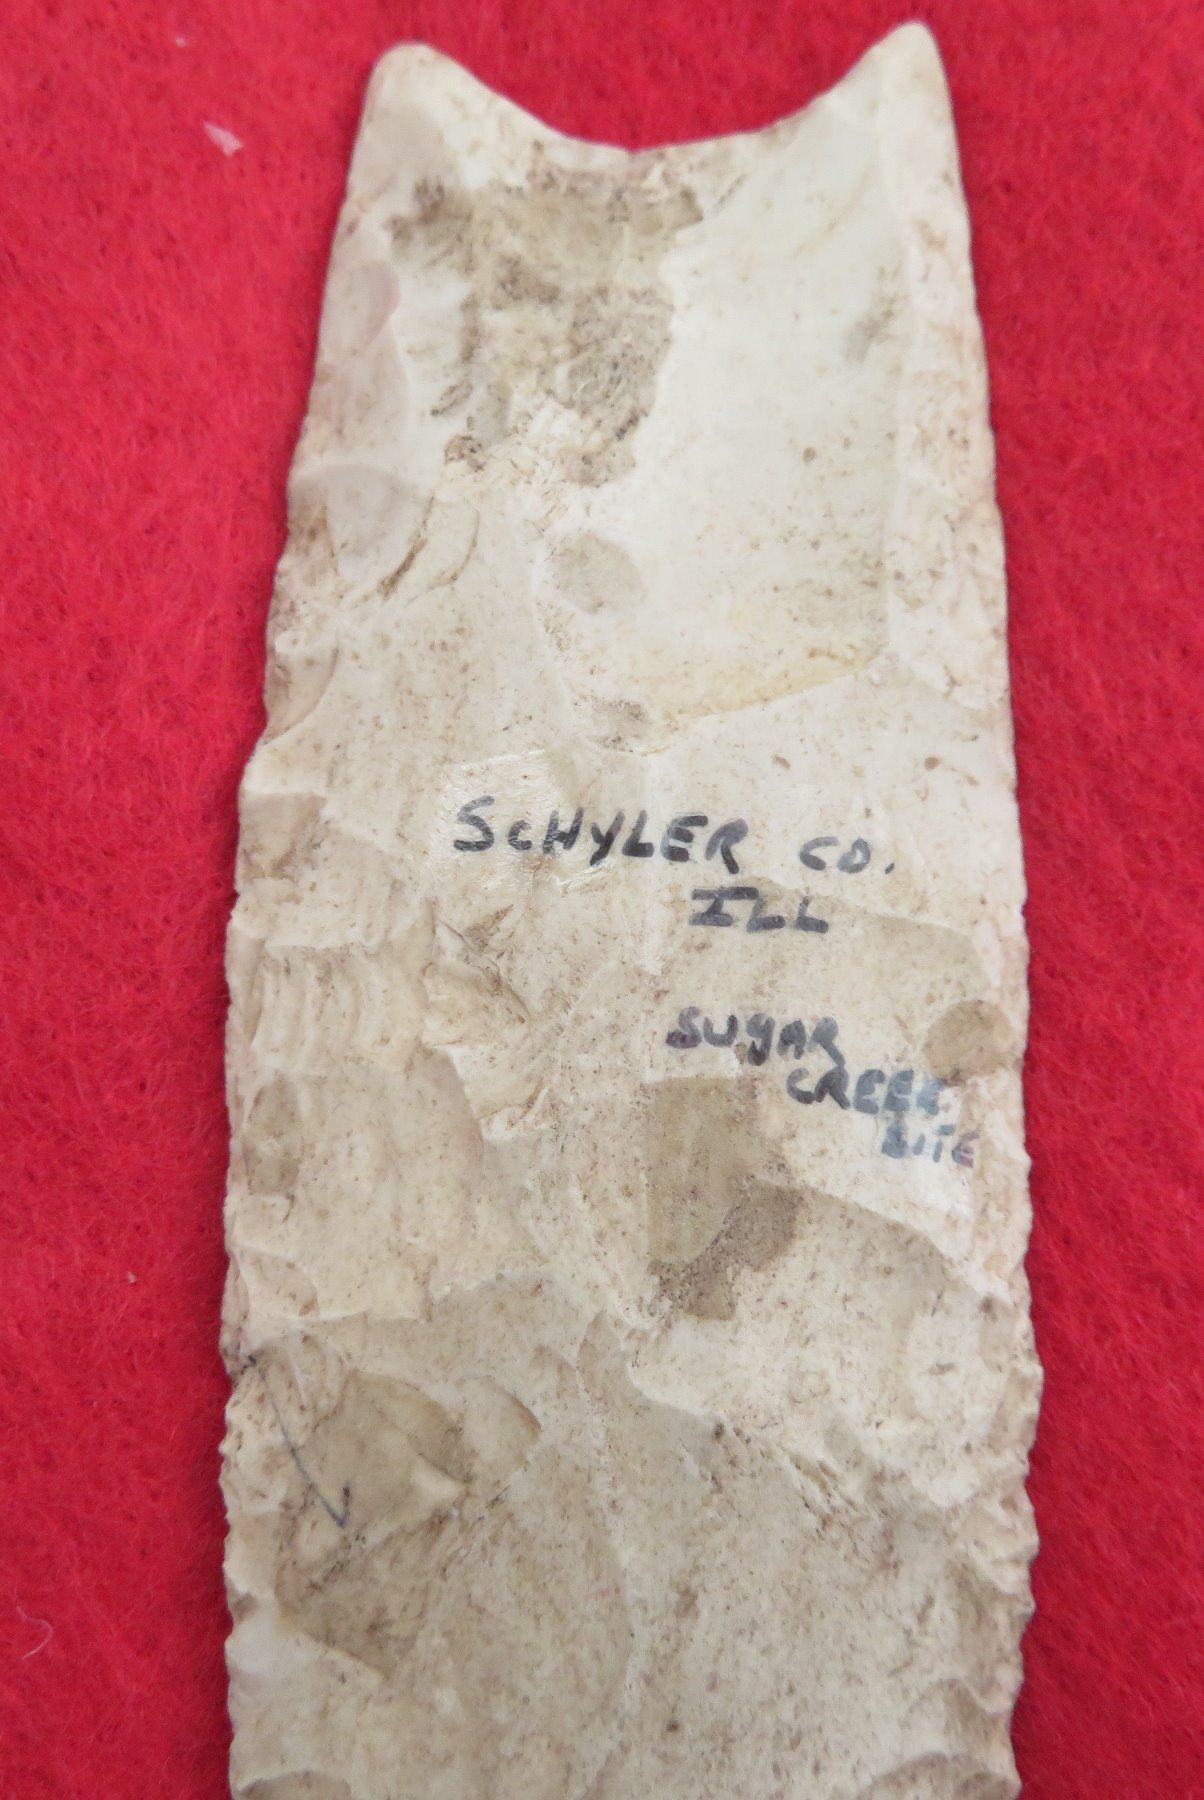 SCHYLER CO.
ILL
SUGAR
CREEK
SITE